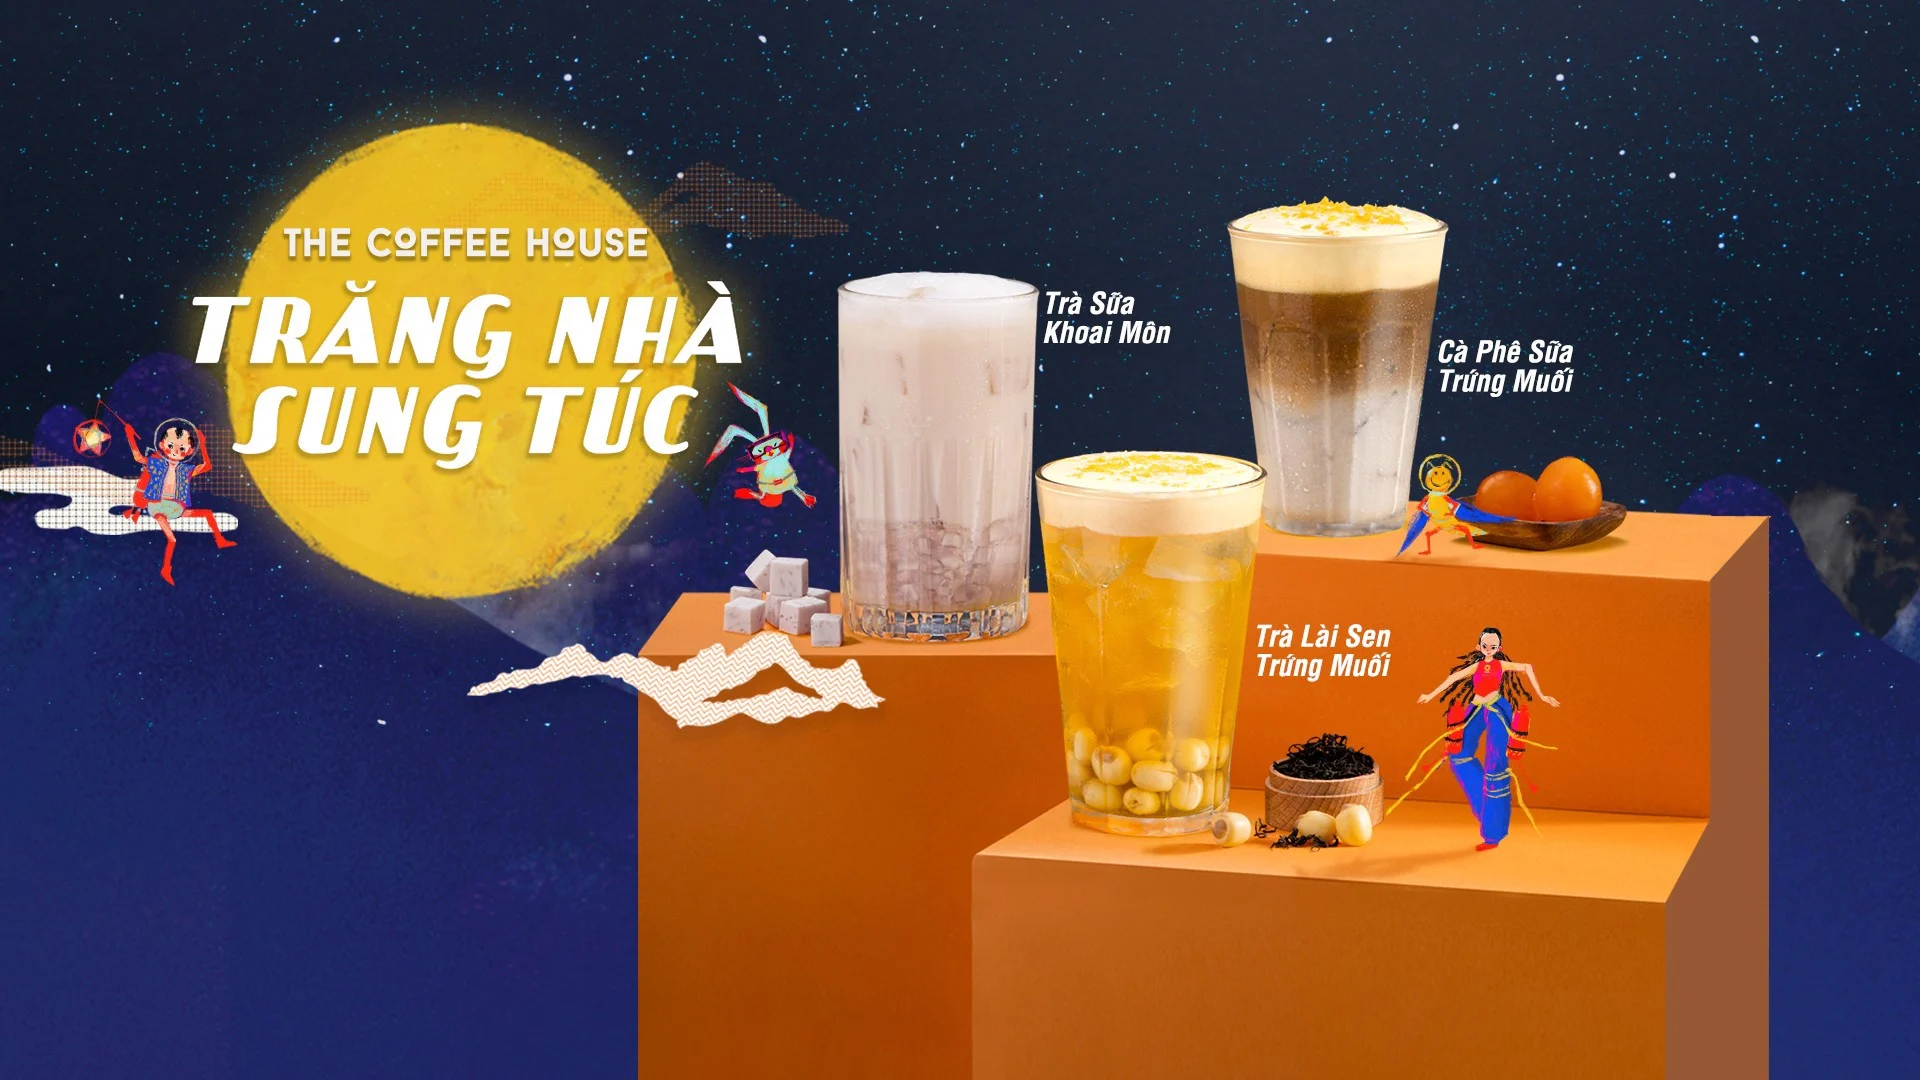 THE COFFEE HOUSE
TRĂNG NHÀ
SUNG TÚC
Trà Sữa
Khoai Môn
Cà Phê Sữa
Trứng Muối
Trà Lài Sen
Trứng Muối